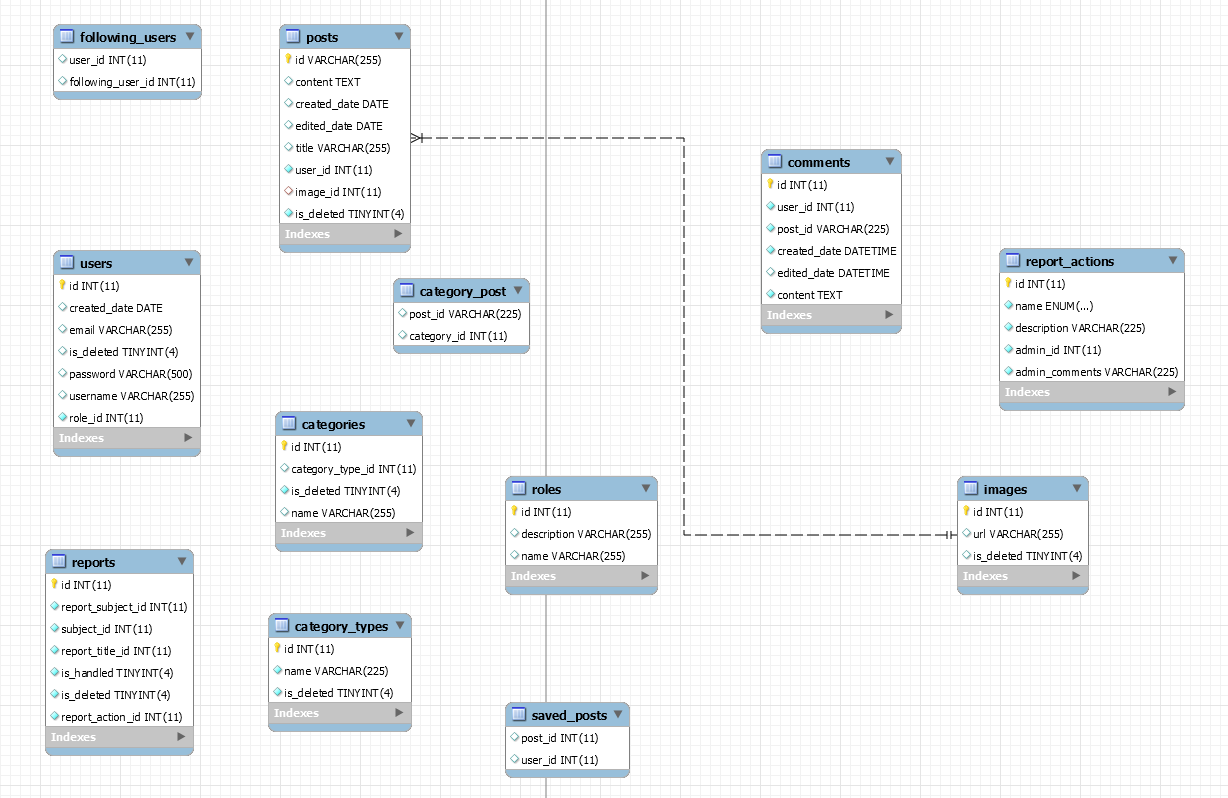 following_users
user_id INT(11)
following_user_id INT(11)
posts
id VARCHAR(255)
content TEXT
created_date DATE
edited_date DATE
title VARCHAR(255)
user_id INT(11)
image_id INT(11)
is_deleted TINYINT(4)
Indexes
comments
id INT(11)
user_id INT(11)
post_id VARCHAR(225)
created_date DATETIME
edited_date DATETIME
content TEXT
Indexes
users
id INT(11)
created_date DATE
email VARCHAR(255)
is_deleted TINYINT(4)
password VARCHAR(500)
username VARCHAR(255)
role_id INT(11)
Indexes
category_post
post_id VARCHAR(225)
category_id INT(11)
report_actions
id INT(11)
name ENUM(...)
description VARCHAR(225)
admin_id INT(11)
admin_comments VARCHAR(225)
Indexes
categories
id INT(11)
category_type_id INT(11)
is_deleted TINYINT(4)
name VARCHAR(255)
Indexes
roles
id INT(11)
description VARCHAR(255)
name VARCHAR(255)
Indexes
images
id INT(11)
url VARCHAR(255)
is_deleted TINYINT(4)
Indexes
reports
id INT(11)
report_subject_id INT(11)
subject_id INT(11)
report_title_id INT(11)
is_handled TINYINT(4)
is_deleted TINYINT(4)
report_action_id INT(11)
Indexes
category_types
id INT(11)
name VARCHAR(225)
is_deleted TINYINT(4)
Indexes
saved_posts
post_id INT(11)
user_id INT(11)